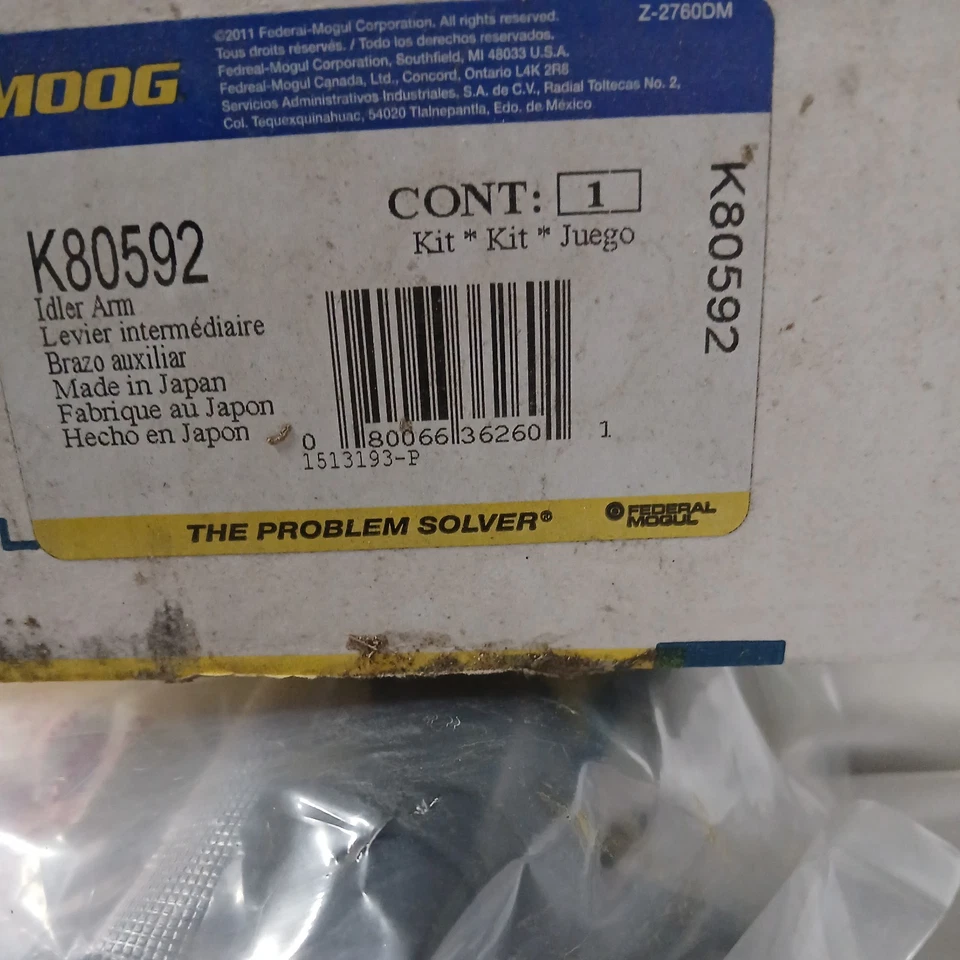 MOOG
©2011 Federal-Mogul Corporation. All rights reserved.
Tous droits réservés. / Todo los derechos reservados.
Fedreal-Mogul Corporation, Southfield, MI 48033 U.S.A.
Fedreal-Mogul Canada, Ltd., Concord, Ontario L4K 2R8
Servicios Administrativos Industriales, S.A. de C.V., Radial Toltecas No. 2,
Col. Tequexquinahuac, 54020 Tlalnepantla, Edo. de México
Z-2760DM
CONT: 1
Kit * Kit * Juego
K80592
K80592
Idler Arm
Levier intermédiaire
Brazo auxiliar
Made in Japan
Fabrique au Japon
Hecho en Japon
0 80066 36260 1
1513193-P
THE PROBLEM SOLVER®
FEDERAL
MOGUL